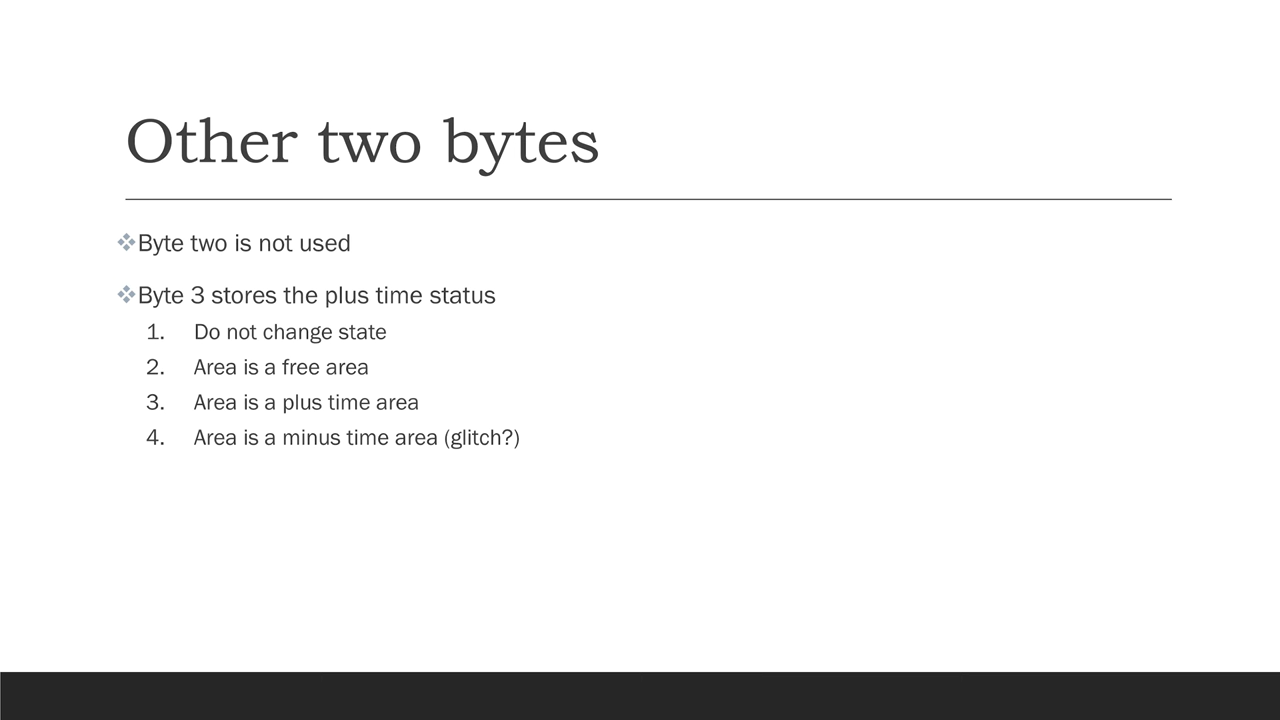 Other two bytes
❖Byte two is not used
❖Byte 3 stores the plus time status
1. Do not change state
2. Area is a free area
3. Area is a plus time area
4. Area is a minus time area (glitch?)